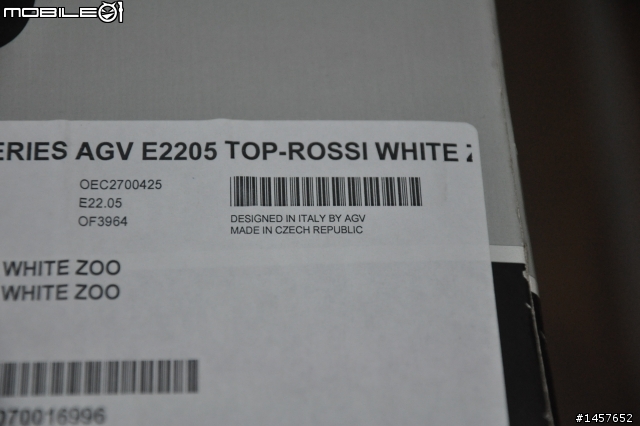 MOBILE01
ERIES AGV E2205 TOP-ROSSI WHITE Z
OEC2700425
E22.05
OF3964
DESIGNED IN ITALY BY AGV
MADE IN CZECH REPUBLIC
WHITE ZOO
WHITE ZOO
070016996
#1457652